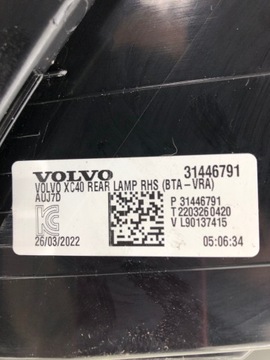 VOLVO 31446791
VOLVO XC40 REAR LAMP RHS (BTA-VRA)
AUJ7D
P 31446791
T 2203260420
V L90137415
26/03/2022 05:06:34